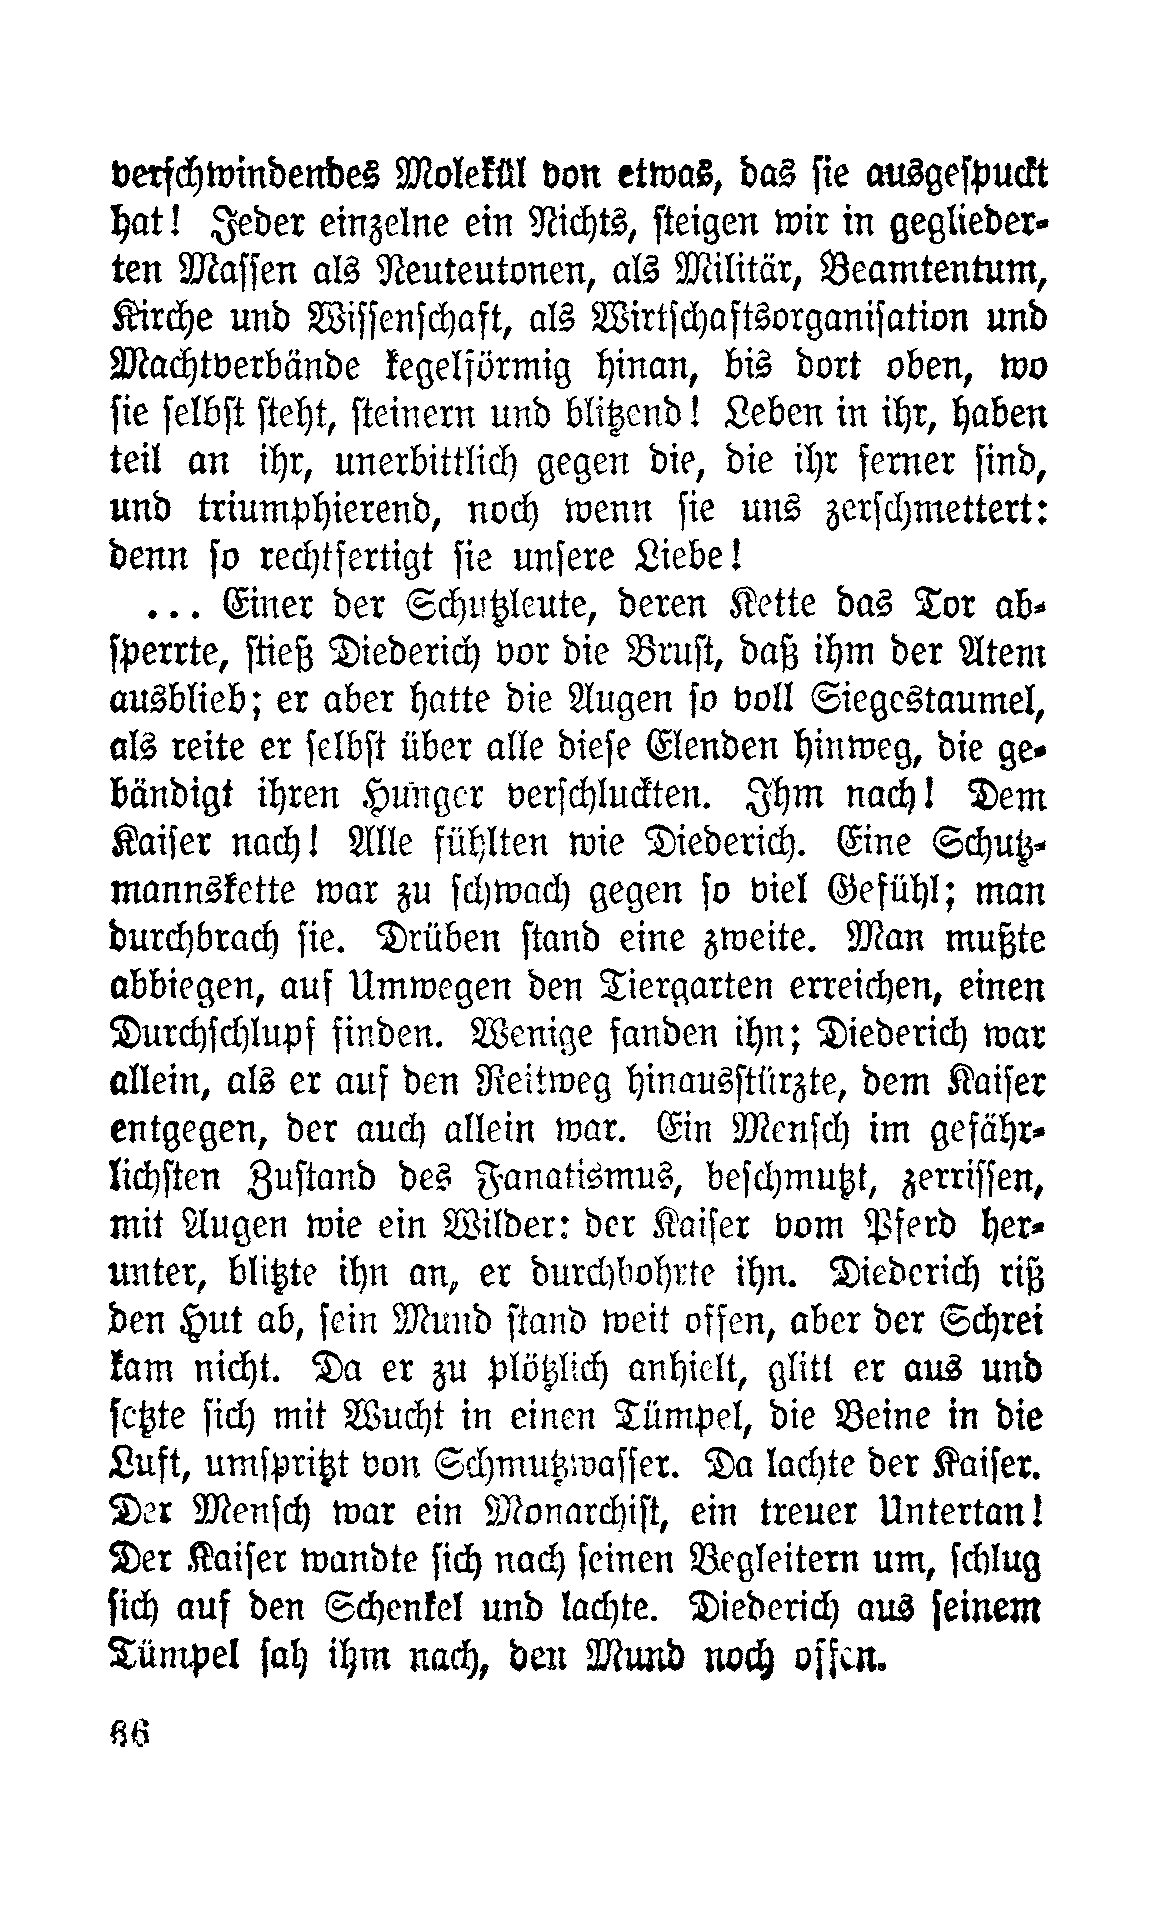 verschwindendes Molekül von etwas, das sie ausgespuckt
hat! Jeder einzelne ein Nichts, steigen wir in geglieder-
ten Massen als Neuteutonen, als Militär, Beamtentum,
Kirche und Wissenschaft, als Wirtschaftsorganisation und
Machtverbände kegelförmig hinan, bis dort oben, wo
sie selbst steht, steinern und blitzend! Leben in ihr, haben
teil an ihr, unerbittlich gegen die, die ihr ferner sind,
und triumphierend, noch wenn sie uns zerschmettert:
denn so rechtfertigt sie unsere Liebe!
... Einer der Schutzleute, deren Kette das Tor ab-
sperrte, stieß Diederich vor die Brust, daß ihm der Atem
ausblieb; er aber hatte die Augen so voll Siegestaumel,
als reite er selbst über alle diese Elenden hinweg, die ge-
bändigt ihren Hunger verschluckten. Ihm nach! Dem
Kaiser nach! Alle fühlten wie Diederich. Eine Schutz-
mannskette war zu schwach gegen so viel Gefühl; man
durchbrach sie. Drüben stand eine zweite. Man mußte
abbiegen, auf Umwegen den Tiergarten erreichen, einen
Durchschlupf finden. Wenige fanden ihn; Diederich war
allein, als er auf den Reitweg hinausstürzte, dem Kaiser
entgegen, der auch allein war. Ein Mensch im gefähr-
lichsten Zustand des Fanatismus, beschmutzt, zerrissen,
mit Augen wie ein Wilder: der Kaiser vom Pferd her-
unter, blitzte ihn an, er durchbohrte ihn. Diederich riß
den Hut ab, sein Mund stand weit offen, aber der Schrei
kam nicht. Da er zu plötzlich anhielt, glitt er aus und
setzte sich mit Wucht in einen Tümpel, die Beine in die
Luft, umspritzt von Schmutzwasser. Da lachte der Kaiser.
Der Mensch war ein Monarchist, ein treuer Untertan!
Der Kaiser wandte sich nach seinen Begleitern um, schlug
sich auf den Schenkel und lachte. Diederich aus seinem
Tümpel sah ihm nach, den Mund noch offen.
66